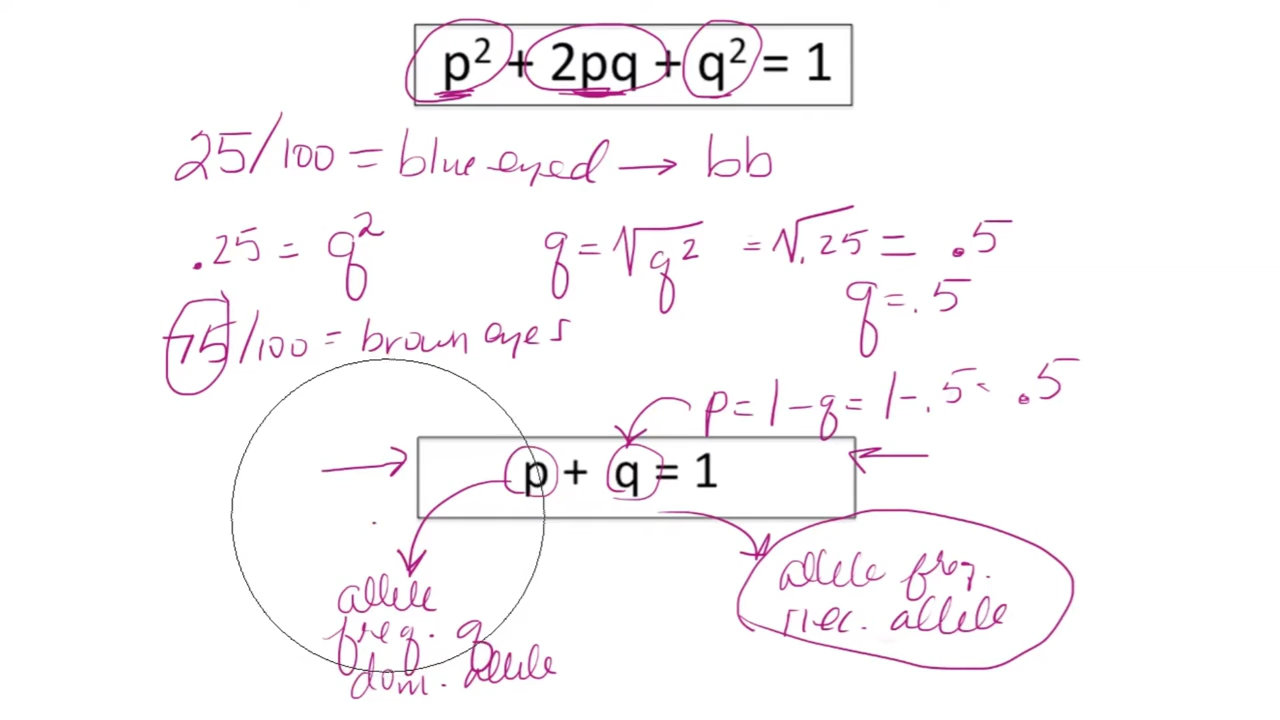 p² + 2pq + q² = 1
25/100 = blue eyed → bb
.25 = q²
q = √q² = √.25 = .5
q = .5
75/100 = brown eyes
p = 1 - q = 1 - .5 = .5
p + q = 1
allele
freq.
dom. allele
allele freq.
rec. allele